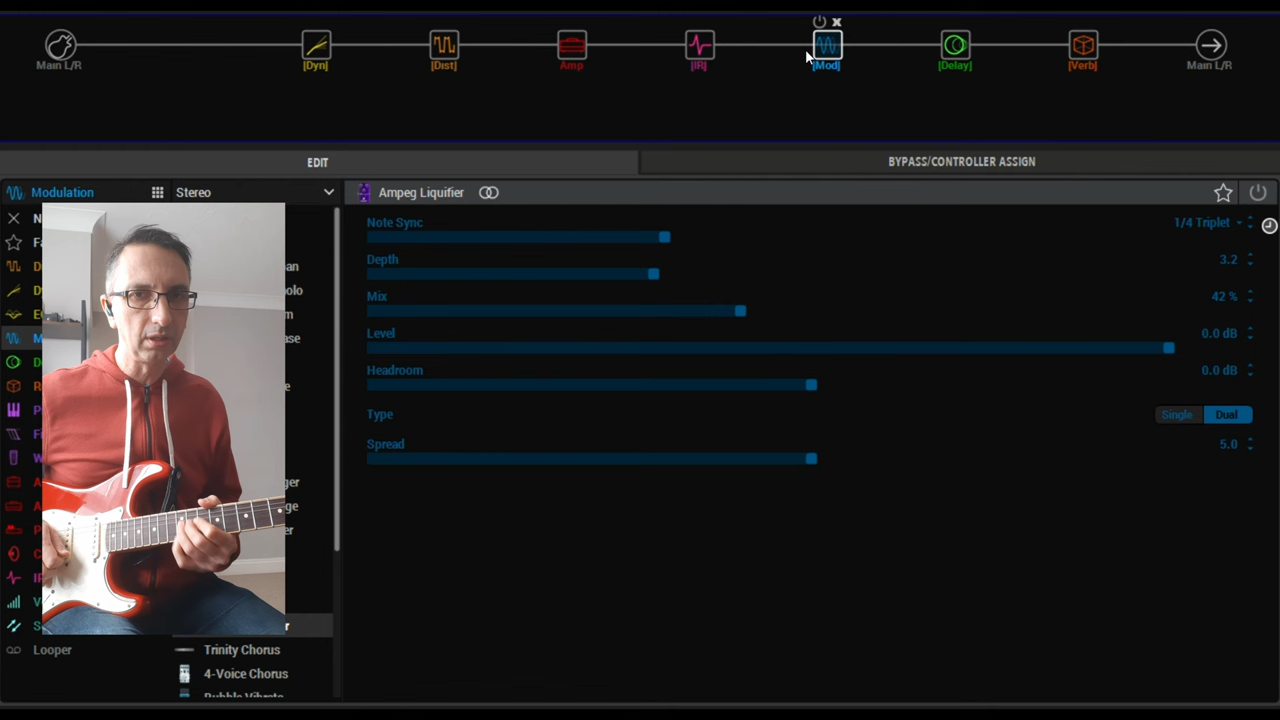 Main L/R
[Dyn]
[Dist]
Amp
[IR]
[Mod]
[Delay]
[Verb]
Main L/R
EDIT
BYPASS/CONTROLLER ASSIGN
Modulation
Stereo
Ampeg Liquifier
Note Sync
1/4 Triplet
Depth
3.2
Mix
42 %
Level
0.0 dB
Headroom
0.0 dB
Type
Single
Dual
Spread
5.0
Looper
Trinity Chorus
4-Voice Chorus
Bubble Vibrato